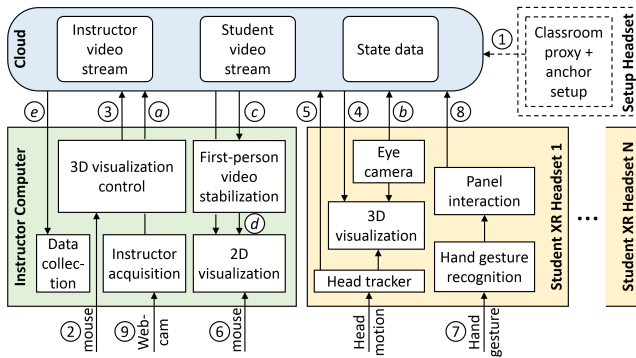 Cloud
Instructor
video
stream
Student
video
stream
State data
1
Classroom
proxy +
anchor
setup
Setup Headset
e
3
a
c
5
4
b
8
Instructor Computer
3D visualization
control
First-person
video
stabilization
d
Data
collec-
tion
Instructor
acquisition
2D
visualization
Eye
camera
3D
visualization
Head tracker
Panel
interaction
Hand gesture
recognition
Student XR Headset 1
...
Student XR Headset N
2
mouse
9
Web-
cam
6
mouse
Head
motion
7
Hand
gesture